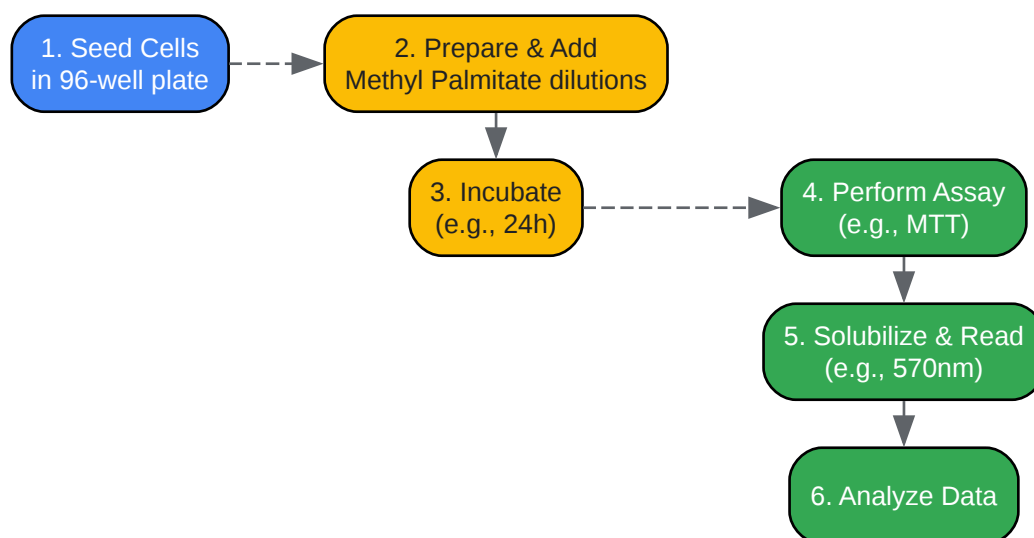 1. Seed Cells
in 96-well plate
2. Prepare & Add
Methyl Palmitate dilutions
3. Incubate
(e.g., 24h)
4. Perform Assay
(e.g., MTT)
5. Solubilize & Read
(e.g., 570nm)
6. Analyze Data